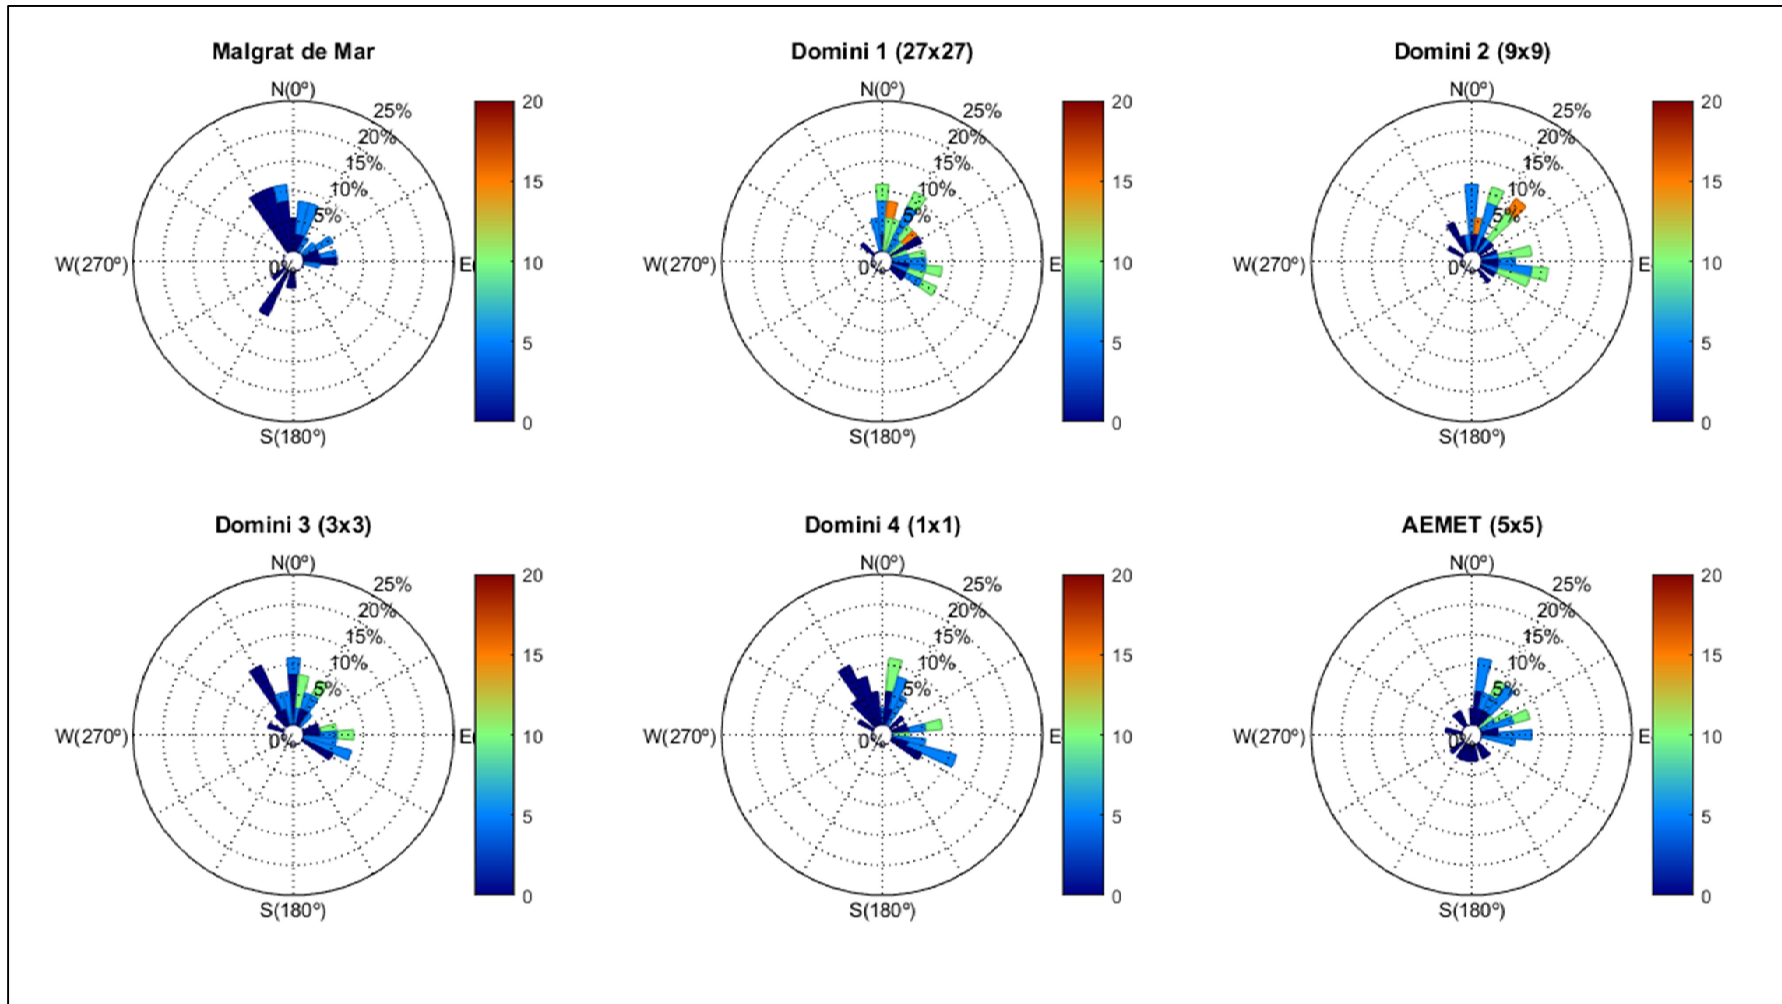 Malgrat de Mar
N(0º)
25%
20%
15%
10%
5%
0%
W(270º)
E(
S(180º)
20
15
10
5
0
Domini 1 (27x27)
N(0º)
25%
20%
15%
10%
5%
0%
W(270º)
E(
S(180º)
20
15
10
5
0
Domini 2 (9x9)
N(0º)
25%
20%
15%
10%
5%
0%
W(270º)
E(
S(180º)
20
15
10
5
0
Domini 3 (3x3)
N(0º)
25%
20%
15%
10%
5%
0%
W(270º)
E(
S(180º)
20
15
10
5
0
Domini 4 (1x1)
N(0º)
25%
20%
15%
10%
5%
0%
W(270º)
E(
S(180º)
20
15
10
5
0
AEMET (5x5)
N(0º)
25%
20%
15%
10%
5%
0%
W(270º)
E(
S(180º)
20
15
10
5
0